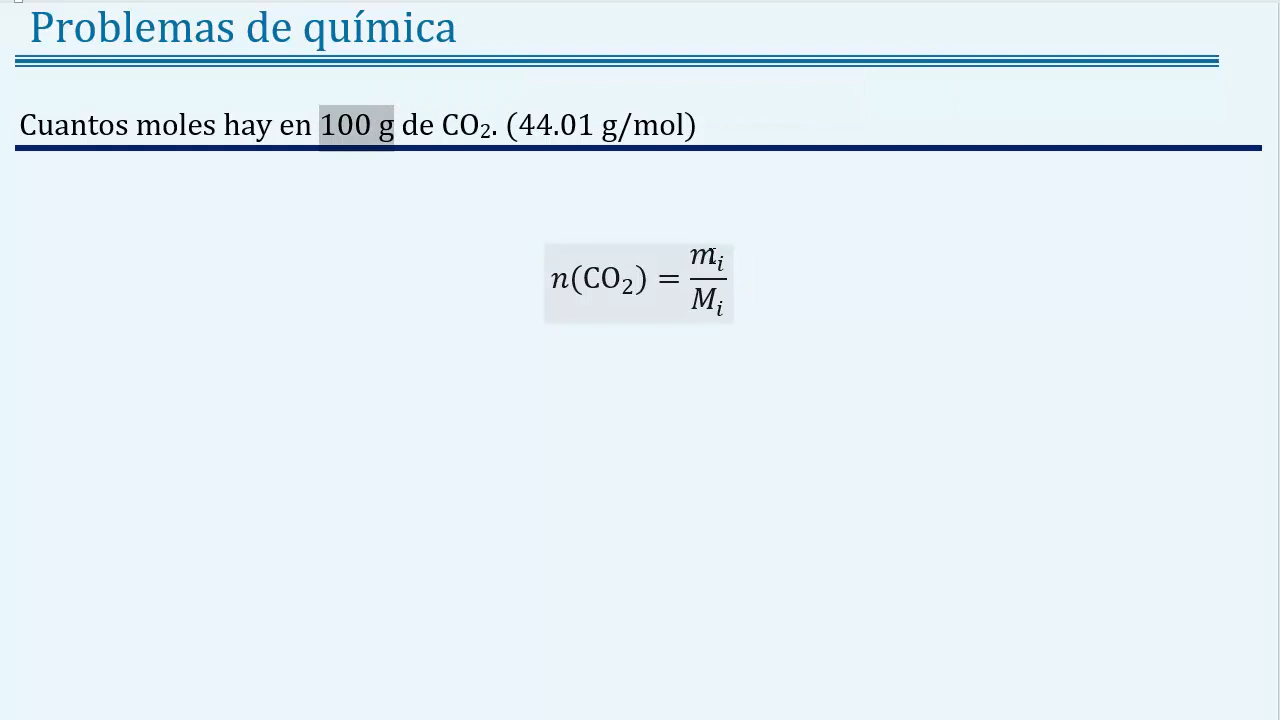 Problemas de química
Cuantos moles hay en 100 g de CO₂. (44.01 g/mol)
n(CO₂) = mᵢ/Mᵢ